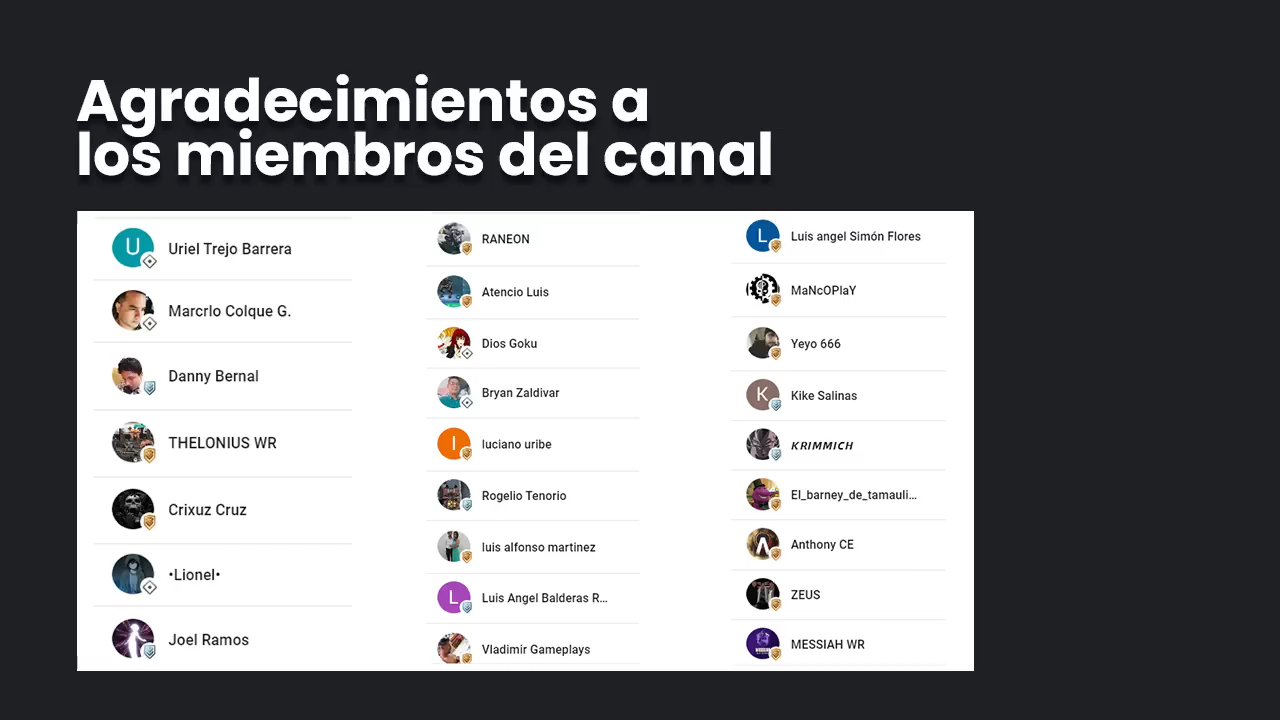 Agradecimientos a
los miembros del canal
U
Uriel Trejo Barrera
Marcrlo Colque G.
Danny Bernal
THELONIUS WR
Crixuz Cruz
•Lionel•
Joel Ramos
RANEON
Atencio Luis
Dios Goku
Bryan Zaldivar
l
luciano uribe
Rogelio Tenorio
luis alfonso martinez
L
Luis Angel Balderas R...
Vladimir Gameplays
L
Luis angel Simón Flores
MaNcOPlaY
Yeyo 666
K
Kike Salinas
KRIMMICH
El_barney_de_tamauli...
Anthony CE
ZEUS
MESSIAH WR